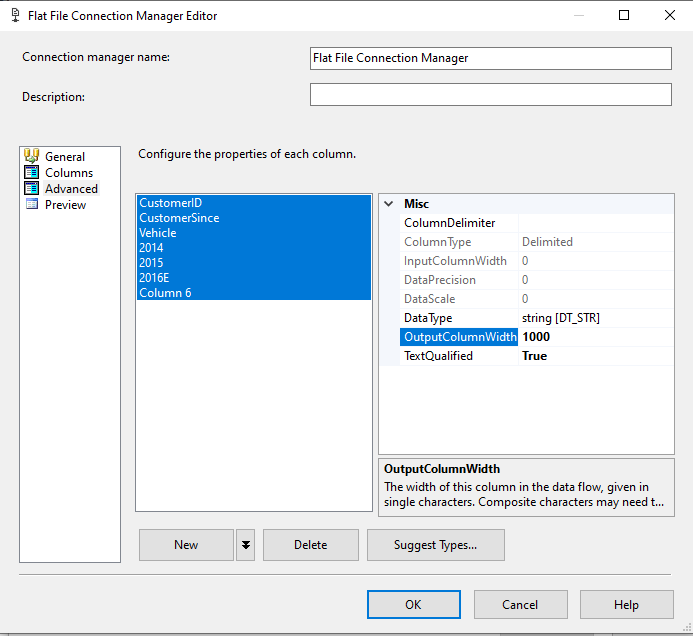 Flat File Connection Manager Editor
Connection manager name:
Flat File Connection Manager
Description:
General
Columns
Advanced
Preview
Configure the properties of each column.
CustomerID
CustomerSince
Vehicle
2014
2015
2016E
Column 6
Misc
ColumnDelimiter
ColumnType Delimited
InputColumnWidth 0
DataPrecision 0
DataScale 0
DataType string [DT_STR]
OutputColumnWidth 1000
TextQualified True
OutputColumnWidth
The width of this column in the data flow, given in
single characters. Composite characters may need t...
New
Delete
Suggest Types...
OK
Cancel
Help